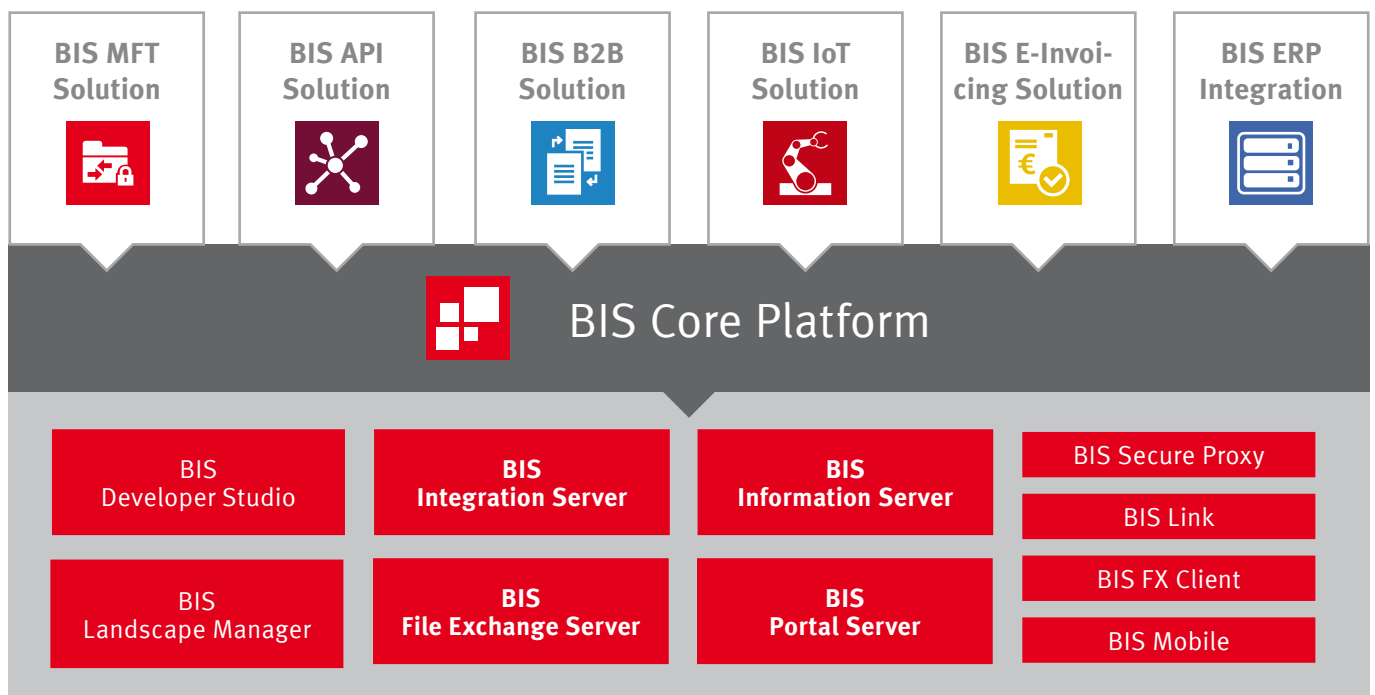 BIS MFT
Solution
BIS API
Solution
BIS B2B
Solution
BIS IoT
Solution
BIS E-Invoi-
cing Solution
BIS ERP
Integration
€
BIS Core Platform
BIS
Developer Studio
BIS
Integration Server
BIS
Information Server
BIS Secure Proxy
BIS Link
BIS
Landscape Manager
BIS
File Exchange Server
BIS
Portal Server
BIS FX Client
BIS Mobile